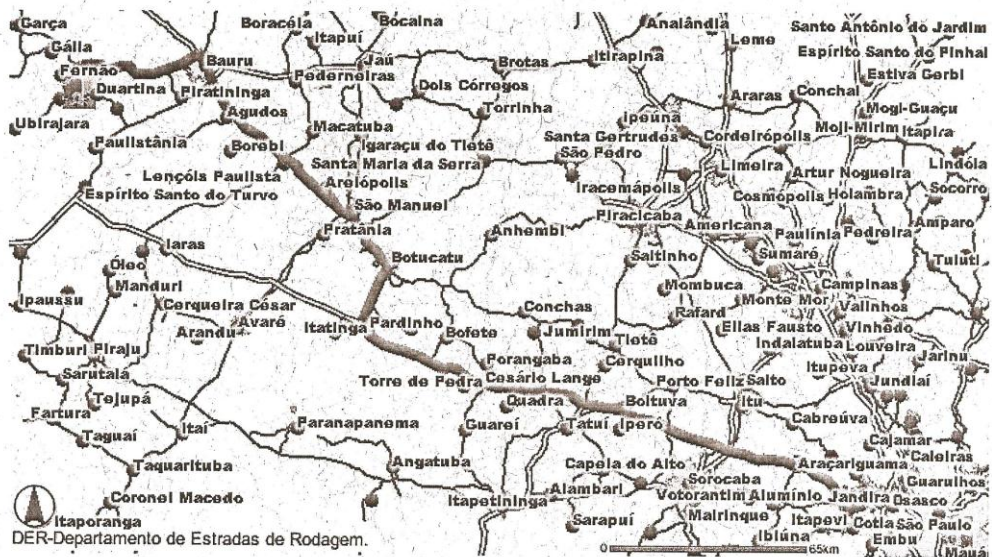 Garça Boracéia Bocaina Analândia Santo Antônio do Jardim
Itapuí Leme
Gália Bauru Jaú Brotas Itirapina Espírito Santo do Pinhal
Fernão Pederneiras Estiva Gerbi
Duartina Piratininga Dois Córregos Araras Conchal
Agudos Torrinha Ipeúna Mogi-Guaçu
Ubirajara Macatuba Santa Gertrudes Cordeirópolis Moji-Mirim Itapira
Paulistânia Borebi Igaraçu do Tietê São Pedro Lindóia
Lençóis Paulista Santa Maria da Serra Limeira Artur Nogueira
Espírito Santo do Turvo Areiópolis Iracemápolis Cosmópolis Holambra Socorro
São Manuel Piracicaba Americana Amparo
Pratânia Anhembi Paulínia Pedreira
Iaras Saltinho Sumaré Tuiuti
Óleo Botucatu
Manduri Mombuca Campinas
Ipaussu Cerqueira César Conchas Monte Mor Valinhos
Arandu Avaré Itatinga Pardinho Rafard Elias Fausto Vinhêdo
Timburi Piraju Bofete Jumirim Tietê Indaiatuba Louveira
Sarutaiá Porangaba Cerquilho Itupeva Jarinu
Tejupá Torre de Pedra Cesário Lange Porto Feliz Salto Jundiaí
Fartura Quadra Boituva Itu Cabreúva
Taguaí Itaí Paranapanema Guareí Tatuí Iperó Cajamar
Caieiras
Taquarituba Angatuba Capela do Alto Araçariguama
Sorocaba Guarulhos
Coronel Macedo Itapetininga Alambari Votorantim Alumínio Jandira Osasco
Itaporanga Sarapuí Mairinque Itapevi Cotia São Paulo
DER-Departamento de Estradas de Rodagem. Ibiúna Embu
0 65km Mauá